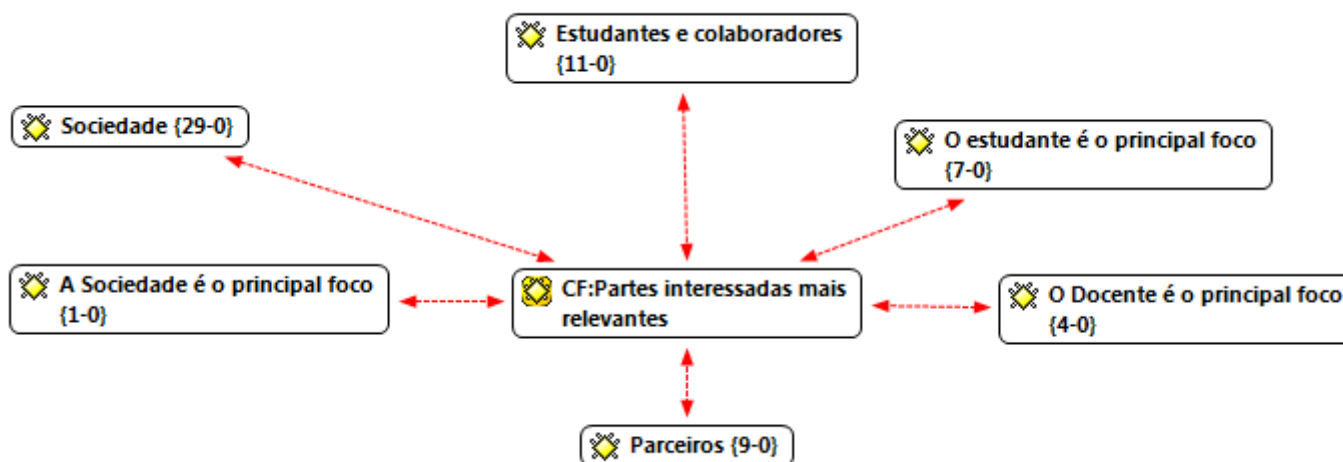 Estudantes e colaboradores
{11-0}
Sociedade {29-0}
O estudante é o principal foco
{7-0}
A Sociedade é o principal foco
{1-0}
CF:Partes interessadas mais
relevantes
O Docente é o principal foco
{4-0}
Parceiros {9-0}